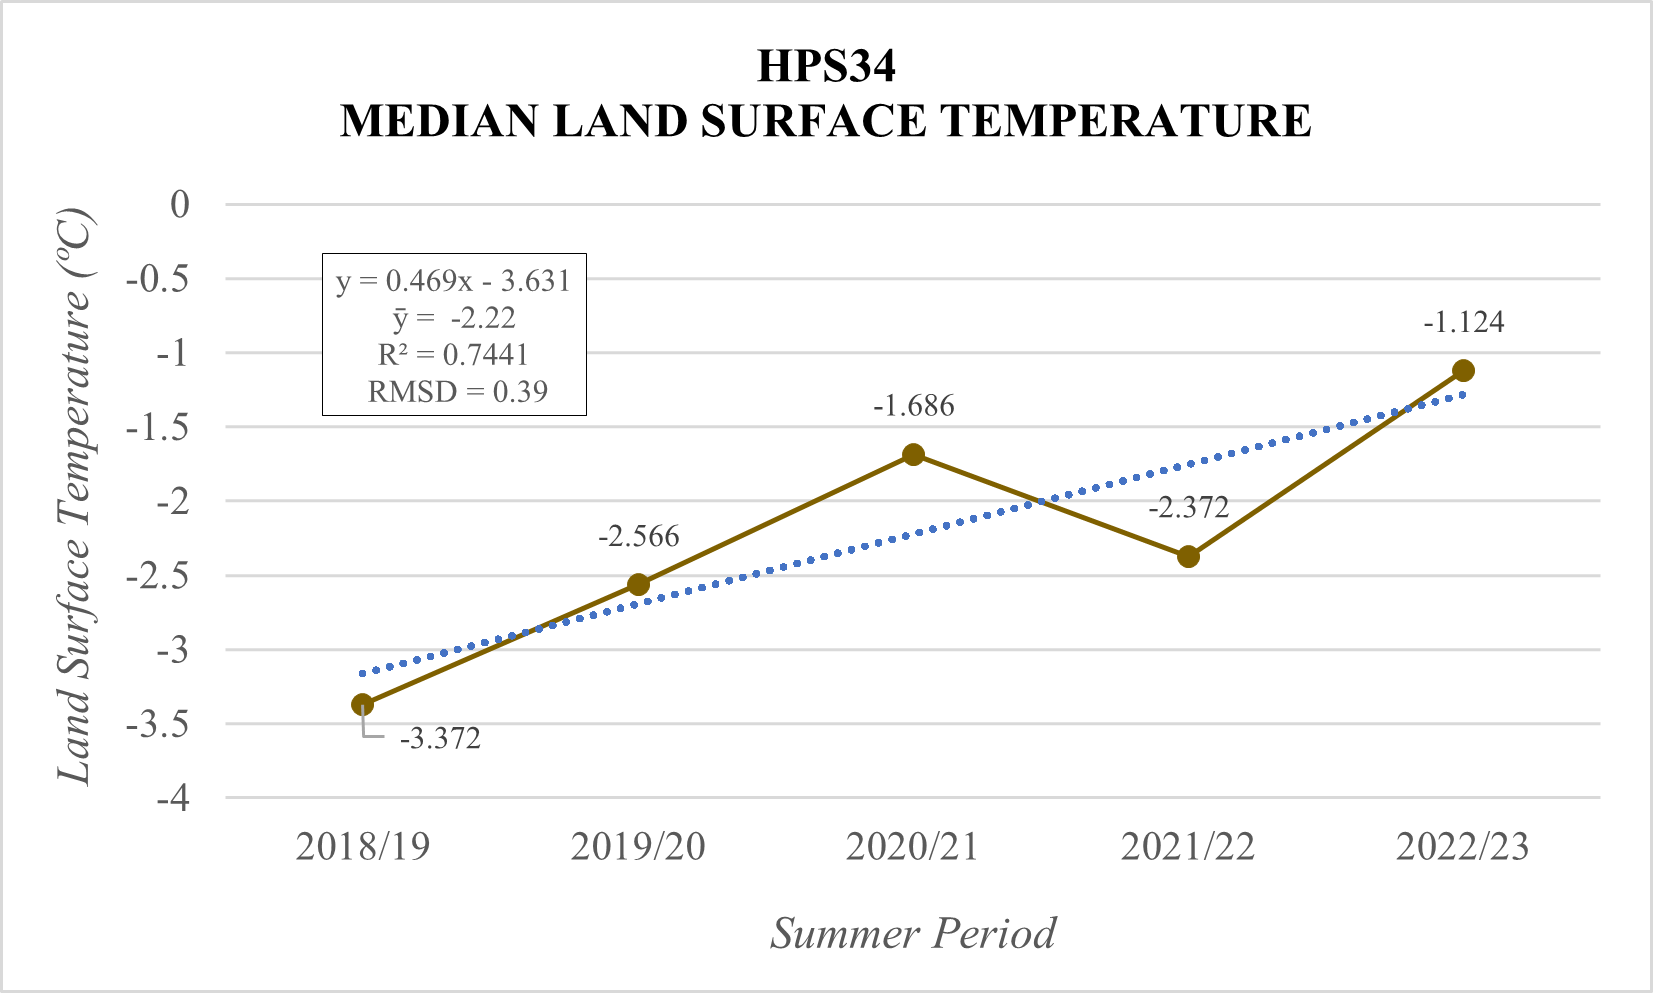 HPS34
MEDIAN LAND SURFACE TEMPERATURE
Land Surface Temperature (ºC)
0
-0.5
-1
-1.5
-2
-2.5
-3
-3.5
-4
y = 0.469x - 3.631
ȳ = -2.22
R² = 0.7441
RMSD = 0.39
-3.372
-2.566
-1.686
-2.372
-1.124
2018/19
2019/20
2020/21
2021/22
2022/23
Summer Period